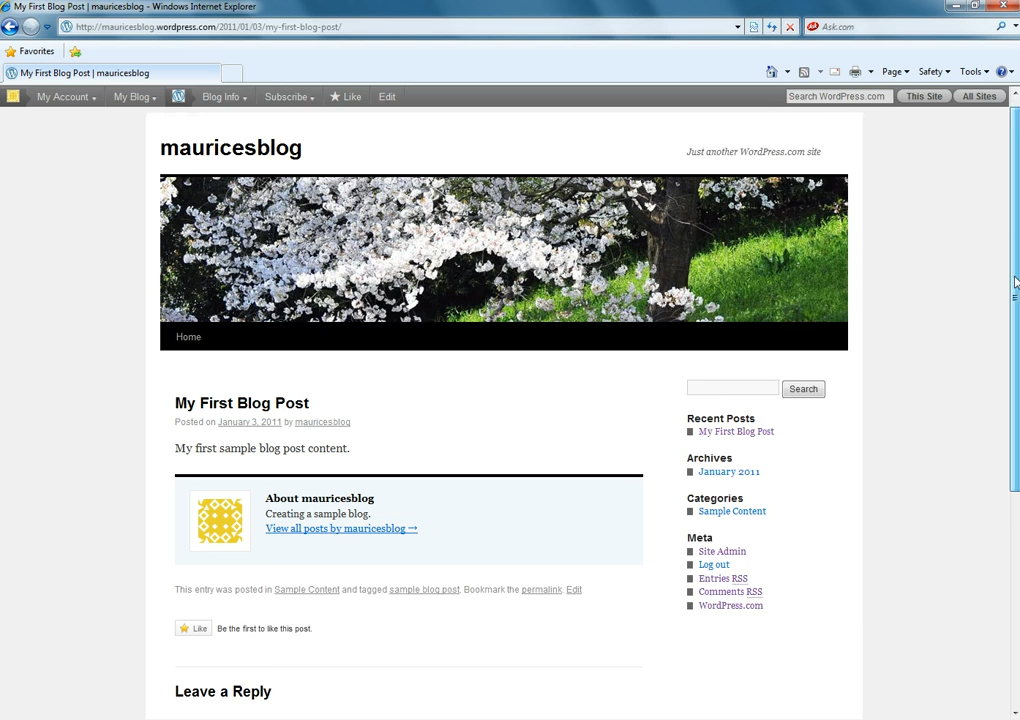 My First Blog Post | mauricesblog - Windows Internet Explorer
http://mauricesblog.wordpress.com/2011/01/03/my-first-blog-post/
Ask.com
Favorites
My First Blog Post | mauricesblog
Page Safety Tools
My Account My Blog Blog Info Subscribe Like Edit
Search WordPress.com This Site All Sites
mauricesblog
Just another WordPress.com site
Home
Search
My First Blog Post
Posted on January 3, 2011 by mauricesblog
My first sample blog post content.
About mauricesblog
Creating a sample blog.
View all posts by mauricesblog →
This entry was posted in Sample Content and tagged sample blog post. Bookmark the permalink. Edit
Like Be the first to like this post.
Leave a Reply
Recent Posts
My First Blog Post
Archives
January 2011
Categories
Sample Content
Meta
Site Admin
Log out
Entries RSS
Comments RSS
WordPress.com